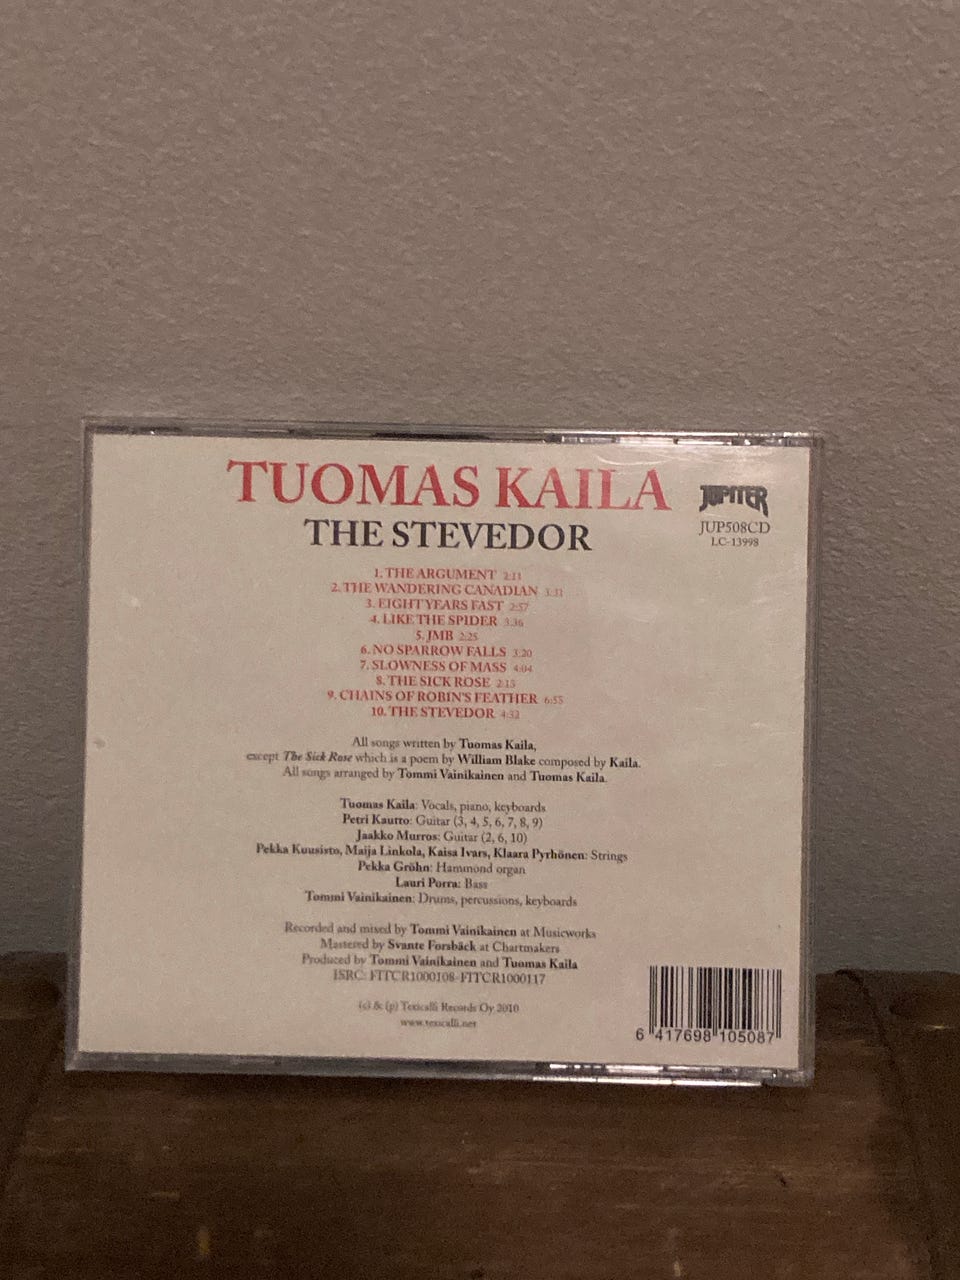 TUOMAS KAILA
JUPITER
JUP508CD
LC-13998
THE STEVEDOR
1. THE ARGUMENT 2:11
2. THE WANDERING CANADIAN 3.31
3. EIGHT YEARS FAST 2:57
4. LIKE THE SPIDER 3.36
5. JMB 2:25
6. NO SPARROW FALLS 3:20
7. SLOWNESS OF MASS 4:04
8. THE SICK ROSE 2:13
9. CHAINS OF ROBIN'S FEATHER 6:55
10. THE STEVEDOR 4:32
All songs written by Tuomas Kaila,
except The Sick Rose which is a poem by William Blake composed by Kaila.
All songs arranged by Tommi Vainikainen and Tuomas Kaila.
Tuomas Kaila: Vocals, piano, keyboards
Petri Kautto: Guitar (3, 4, 5, 6, 7, 8, 9)
Jaakko Murros: Guitar (2, 6, 10)
Pekka Kuusisto, Maija Linkola, Kaisa Ivars, Klaara Pyrhönen: Strings
Pekka Gröhn: Hammond organ
Lauri Porra: Bass
Tommi Vainikainen: Drums, percussions, keyboards
Recorded and mixed by Tommi Vainikainen at Musicworks
Mastered by Svante Forsbäck at Chartmakers
Produced by Tommi Vainikainen and Tuomas Kaila
ISRC: FITCR1000108-FITCR1000117
(c) & (p) Texicalli Records Oy 2010
www.texicalli.net
6 417698 105087